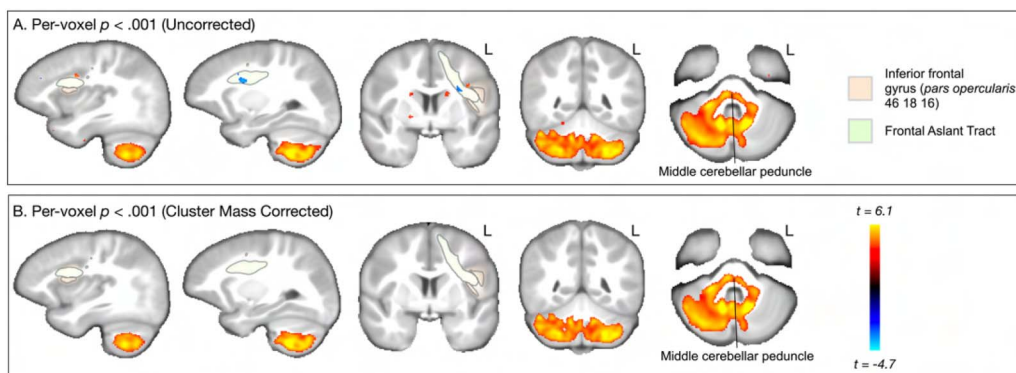 A. Per-voxel p < .001 (Uncorrected)
L
L
L
Inferior frontal
gyrus (pars opercularis
46 18 16)
Frontal Aslant Tract
Middle cerebellar peduncle
B. Per-voxel p < .001 (Cluster Mass Corrected)
L
L
L
t = 6.1
Middle cerebellar peduncle
t = -4.7